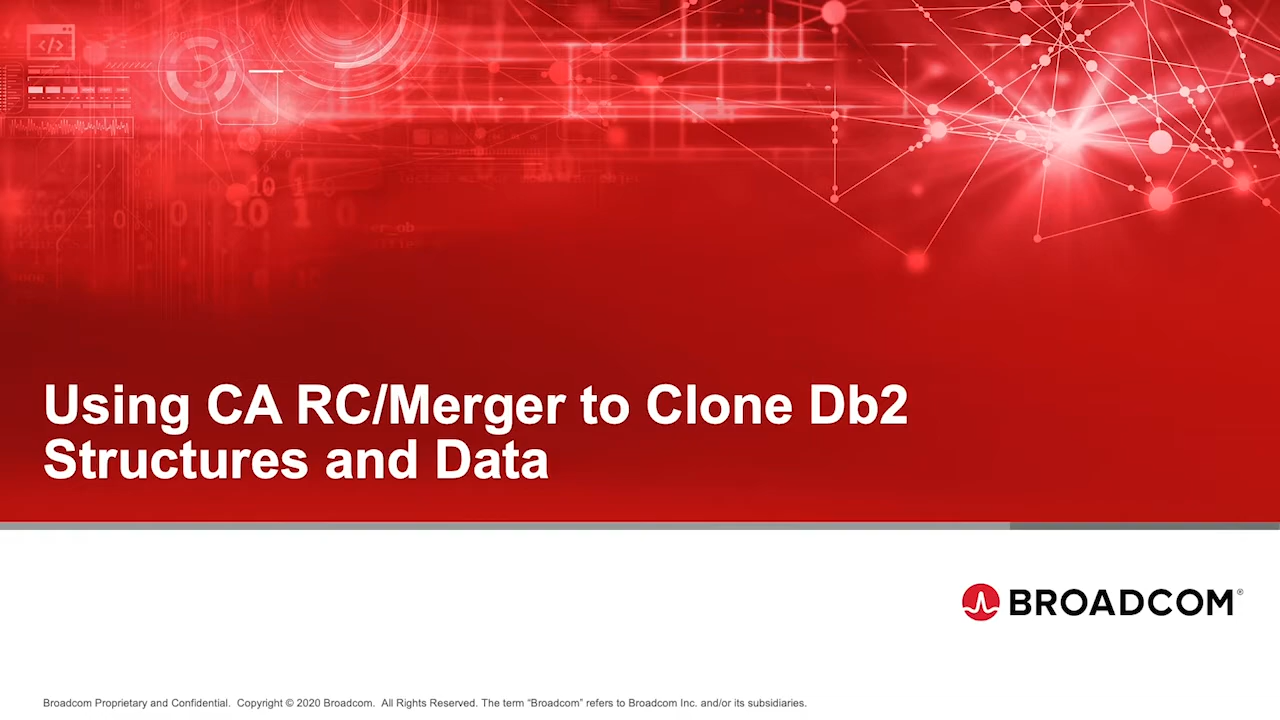 Using CA RC/Merger to Clone Db2
Structures and Data
BROADCOM®
Broadcom Proprietary and Confidential. Copyright © 2020 Broadcom. All Rights Reserved. The term “Broadcom” refers to Broadcom Inc. and/or its subsidiaries.